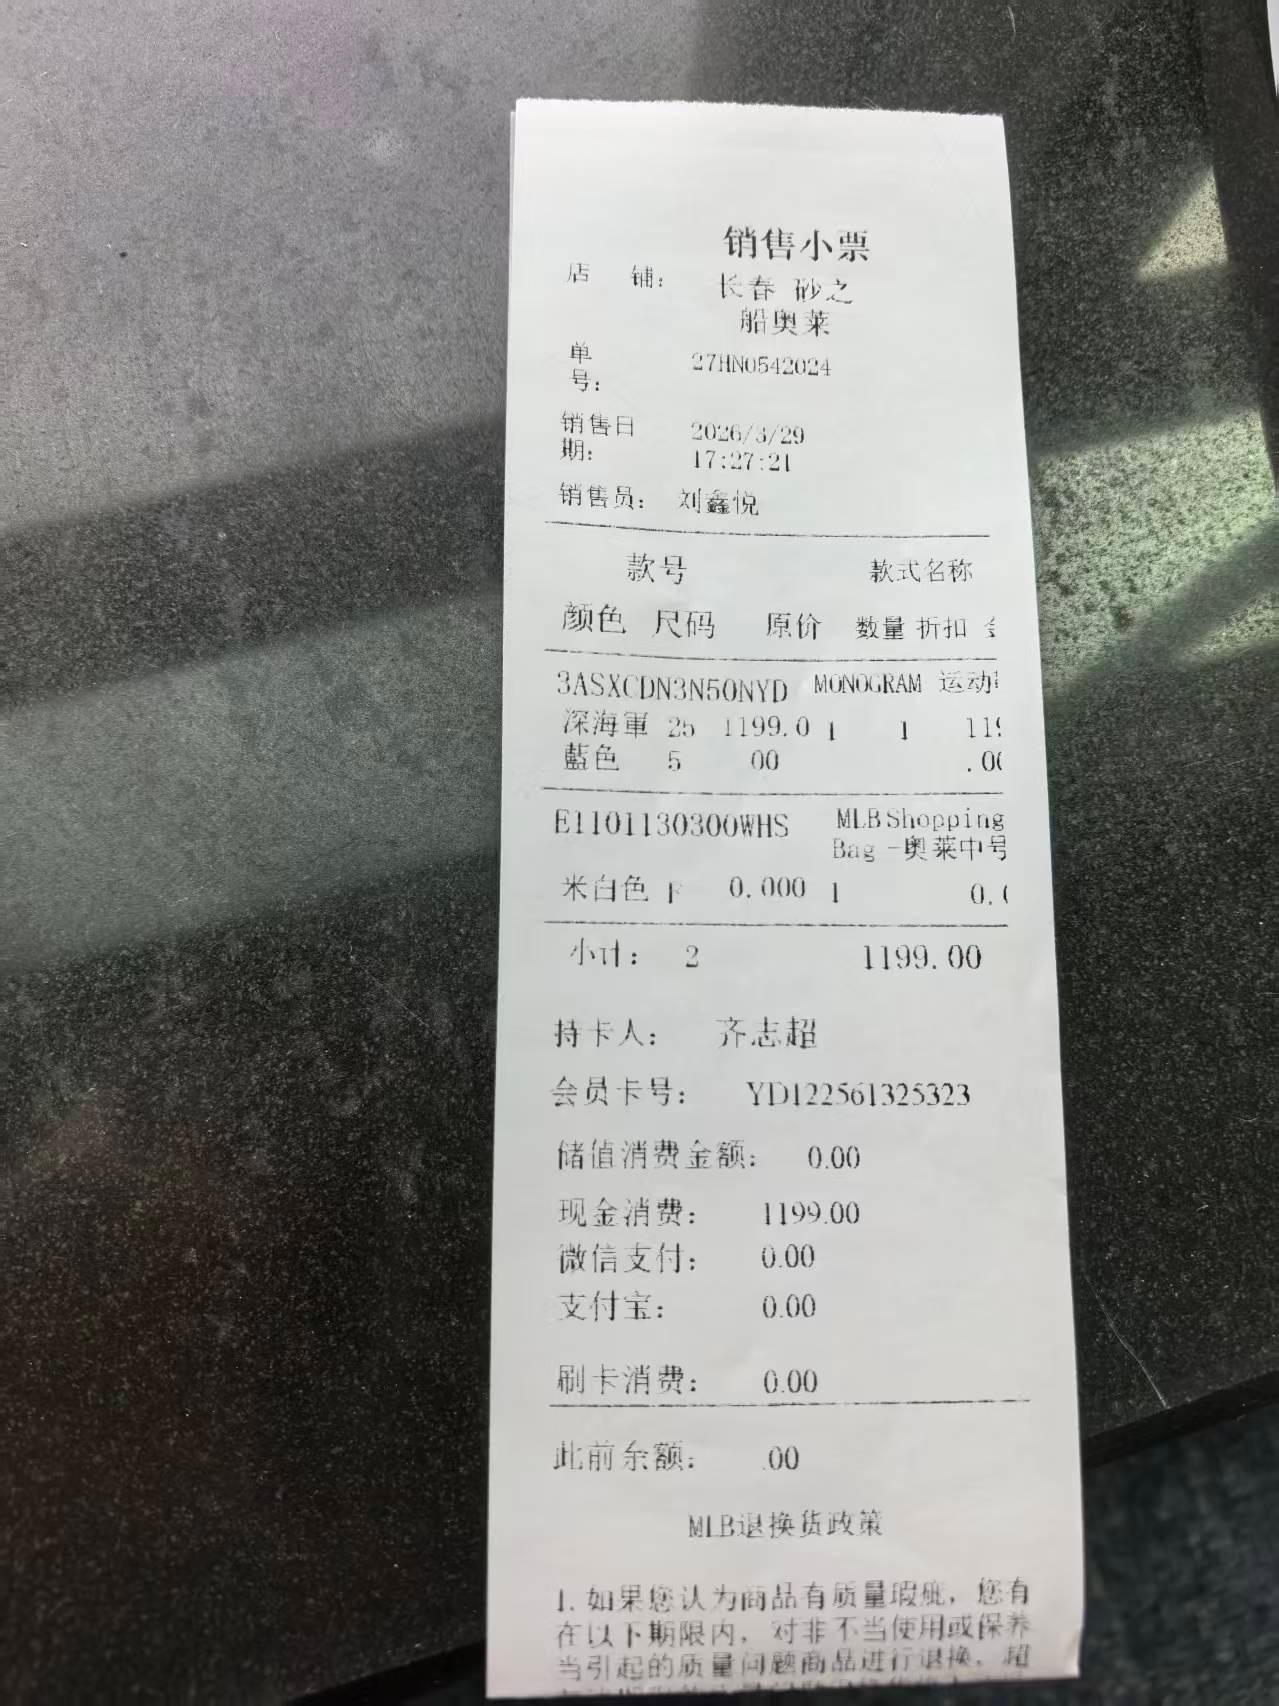 销售小票
店 铺： 长春 砂之
船奥莱
单
号： 27HN0542024
销售日 2026/3/29
期： 17:27:21
销售员： 刘鑫悦
款号 款式名称
颜色 尺码 原价 数量 折扣
3ASXCDN3N50NYD MONOGRAM 运动
深海軍 25 1199.0 1 1 119
藍色 5 00 .00
E1101130300WHS MLB Shopping
Bag -奥莱中号
米白色 F 0.000 1 0.
小计： 2 1199.00
持卡人： 齐志超
会员卡号： YD122561325323
储值消费金额： 0.00
现金消费： 1199.00
微信支付： 0.00
支付宝： 0.00
刷卡消费： 0.00
此前余额： .00
MLB退换货政策
1. 如果您认为商品有质量瑕疵，您有
在以下期限内，对非不当使用或保养
当引起的质量问题商品进行退换，超